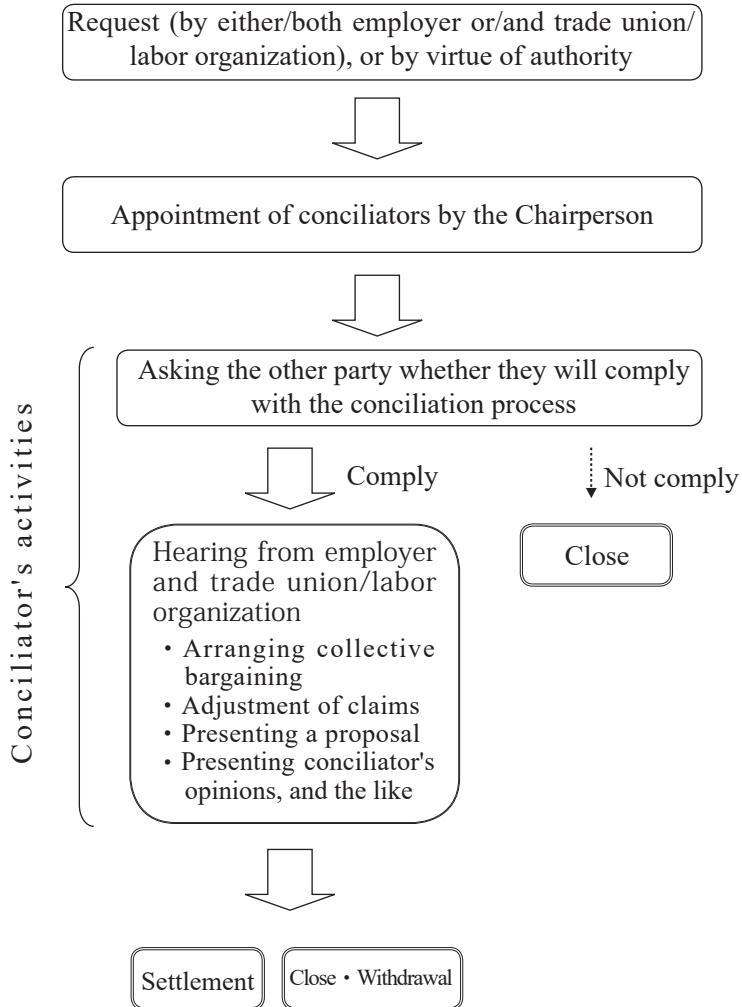 Request (by either/both employer or/and trade union/
labor organization), or by virtue of authority
Appointment of conciliators by the Chairperson
Conciliator's activities
Asking the other party whether they will comply
with the conciliation process
Comply
Not comply
Close
Hearing from employer
and trade union/labor
organization
・Arranging collective
bargaining
・Adjustment of claims
・Presenting a proposal
・Presenting conciliator's
opinions, and the like
Settlement
Close・Withdrawal